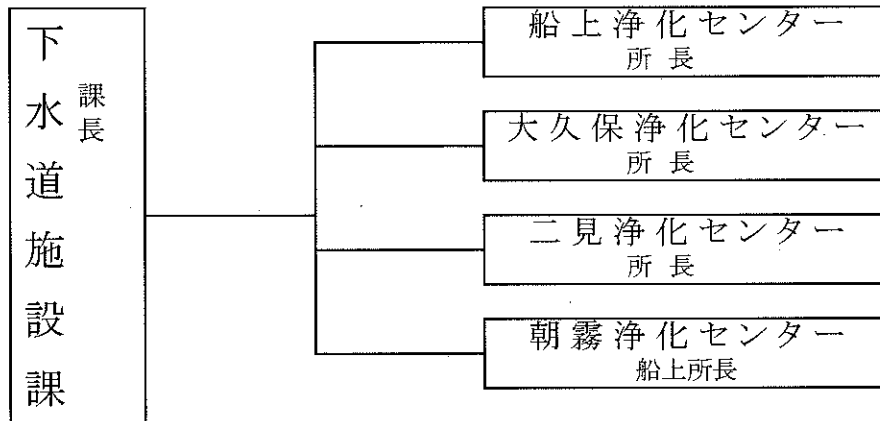 下水道施設課
課長
船上浄化センター
所長
大久保浄化センター
所長
二見浄化センター
所長
朝霧浄化センター
船上所長